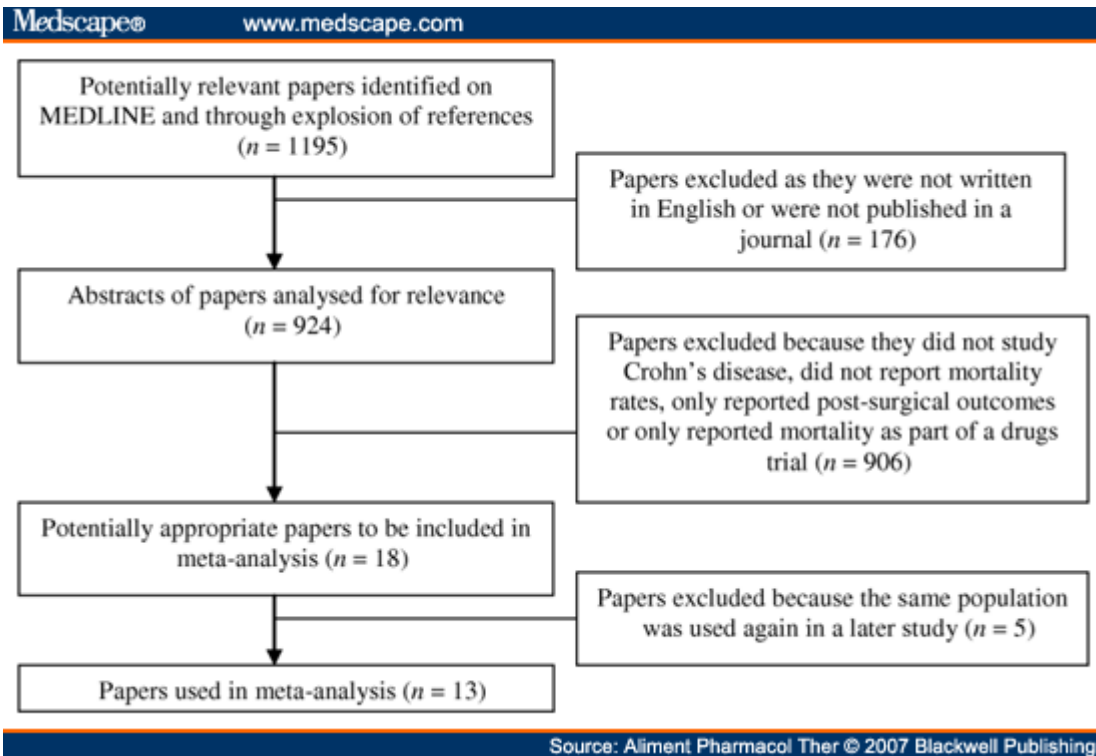 Medscape® www.medscape.com
Potentially relevant papers identified on
MEDLINE and through explosion of references
(n = 1195)
Papers excluded as they were not written
in English or were not published in a
journal (n = 176)
Abstracts of papers analysed for relevance
(n = 924)
Papers excluded because they did not study
Crohn's disease, did not report mortality
rates, only reported post-surgical outcomes
or only reported mortality as part of a drugs
trial (n = 906)
Potentially appropriate papers to be included in
meta-analysis (n = 18)
Papers excluded because the same population
was used again in a later study (n = 5)
Papers used in meta-analysis (n = 13)
Source: Aliment Pharmacol Ther © 2007 Blackwell Publishing